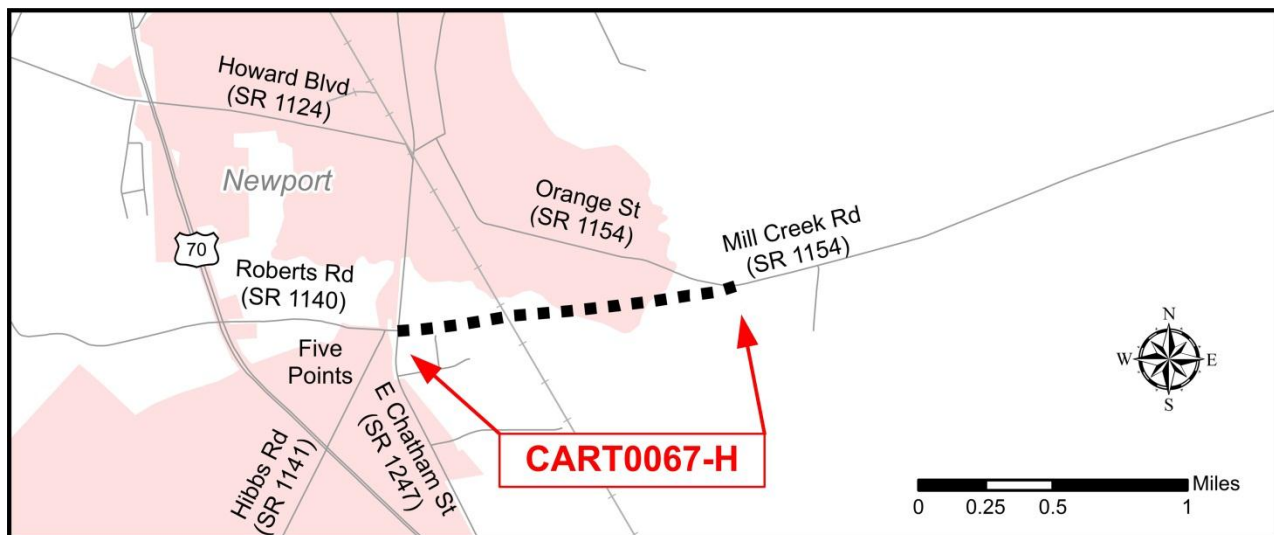 Howard Blvd
(SR 1124)
Newport
Orange St
(SR 1154)
Mill Creek Rd
(SR 1154)
70
Roberts Rd
(SR 1140)
Five
Points
E Chatham St
(SR 1247)
Hibbs Rd
(SR 1141)
CART0067-H
N
W
E
S
Miles
0 0.25 0.5 1